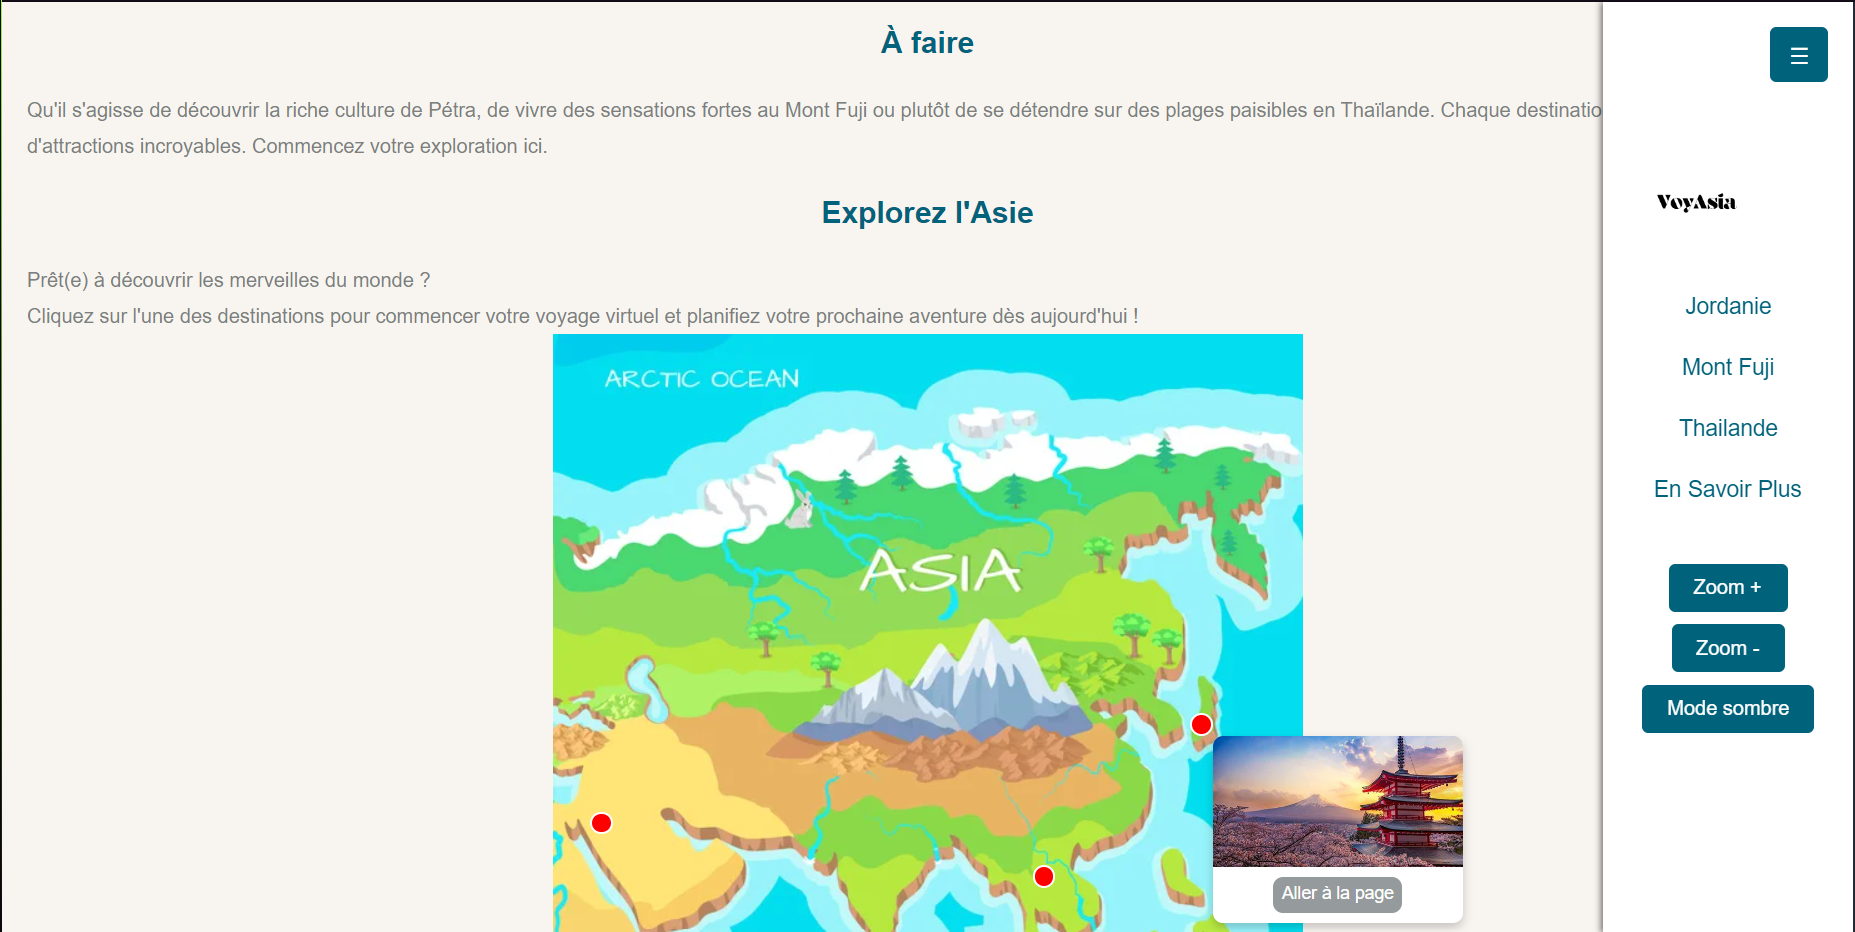 À faire
Qu'il s'agisse de découvrir la riche culture de Pétra, de vivre des sensations fortes au Mont Fuji ou plutôt de se détendre sur des plages paisibles en Thaïlande. Chaque destinatio
d'attractions incroyables. Commencez votre exploration ici.
Explorez l'Asie
Prêt(e) à découvrir les merveilles du monde ?
Cliquez sur l'une des destinations pour commencer votre voyage virtuel et planifiez votre prochaine aventure dès aujourd'hui !
ARCTIC OCEAN
ASIA
Aller à la page
☰
VoyAsia
Jordanie
Mont Fuji
Thailande
En Savoir Plus
Zoom +
Zoom -
Mode sombre